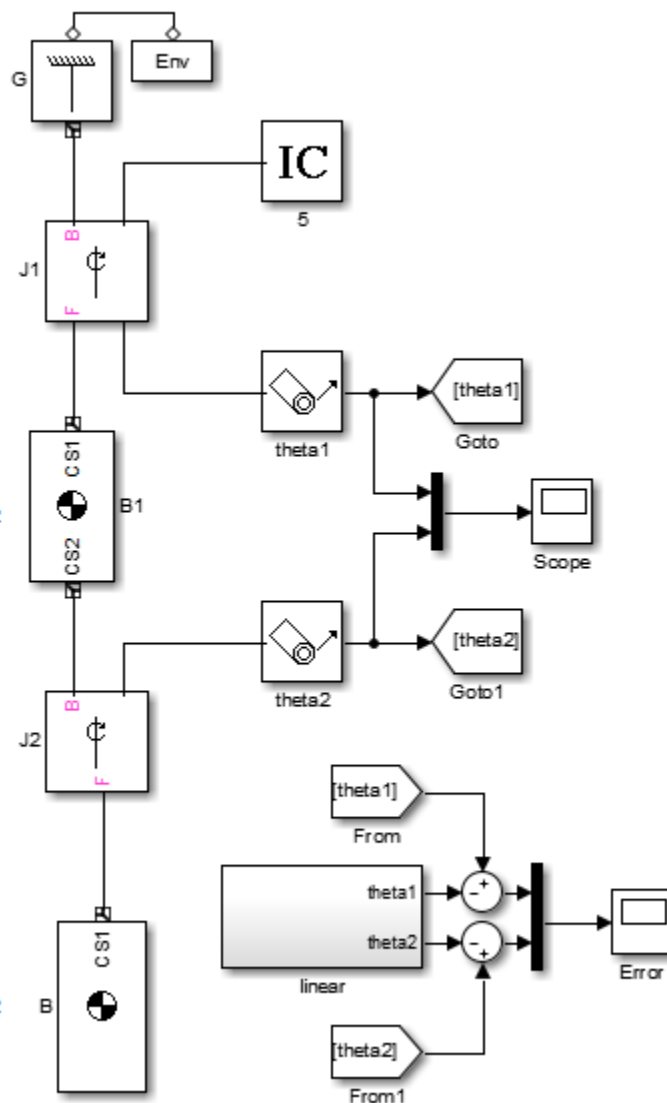 Env
G
IC
5
B
J1
F
CS1
B1
CS2
theta1
[theta1]
Goto
Scope
theta2
[theta2]
Goto1
B
J2
F
[theta1]
From
theta1
theta2
linear
Error
CS1
B
[theta2]
From1